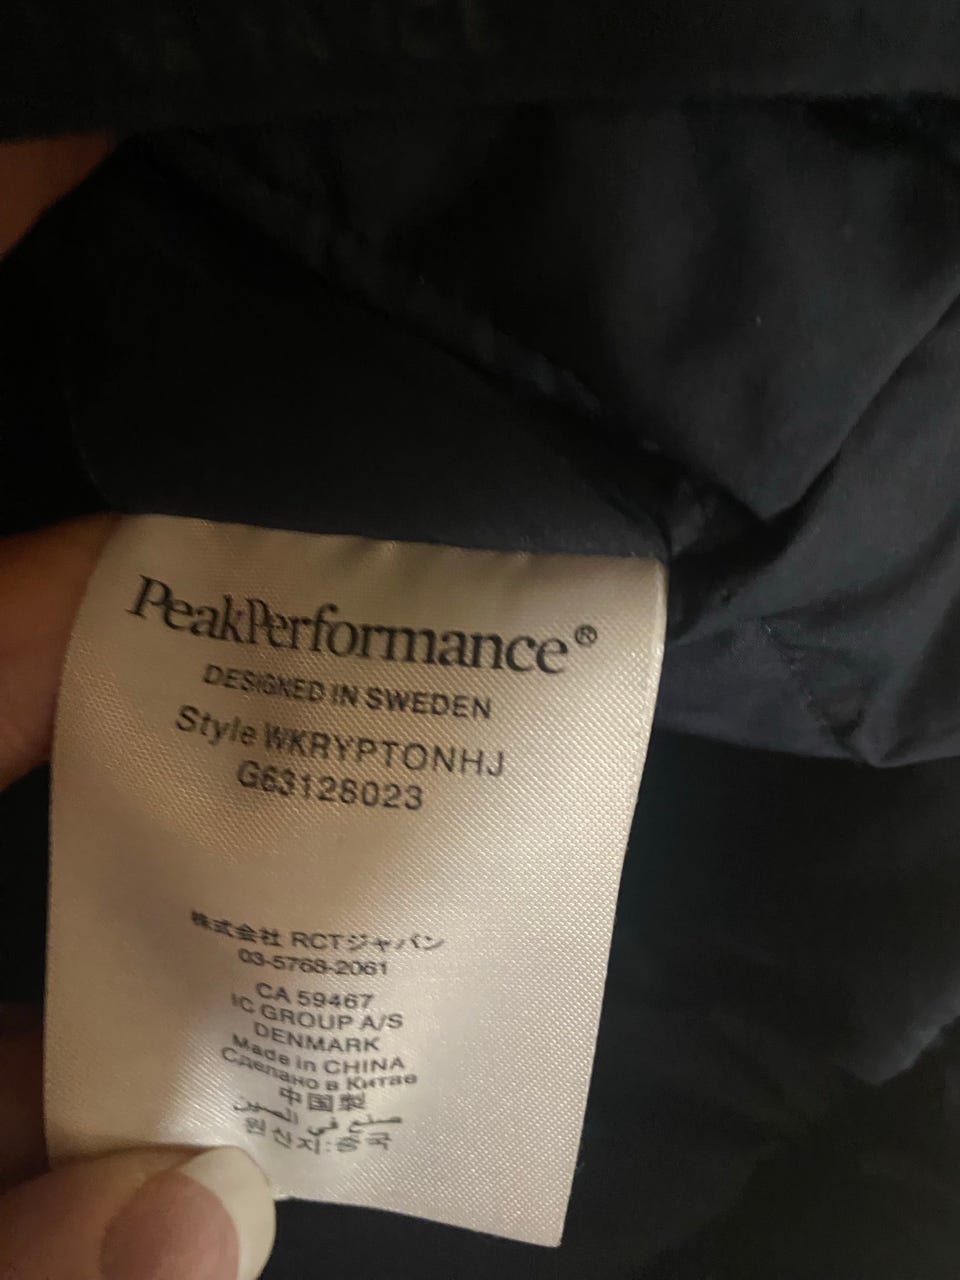 PeakPerformance®
DESIGNED IN SWEDEN
Style WKRYPTONHJ
G63128023
株式会社 RCTジャパン
03-5768-2061
CA 59467
IC GROUP A/S
DENMARK
Made in CHINA
Сделано в Китае
中国製
صنع في الصين
원산지:중국